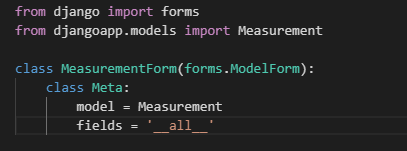 from django import forms
from djangoapp.models import Measurement
class MeasurementForm(forms.ModelForm):
    class Meta:
        model = Measurement
        fields = '__all__'